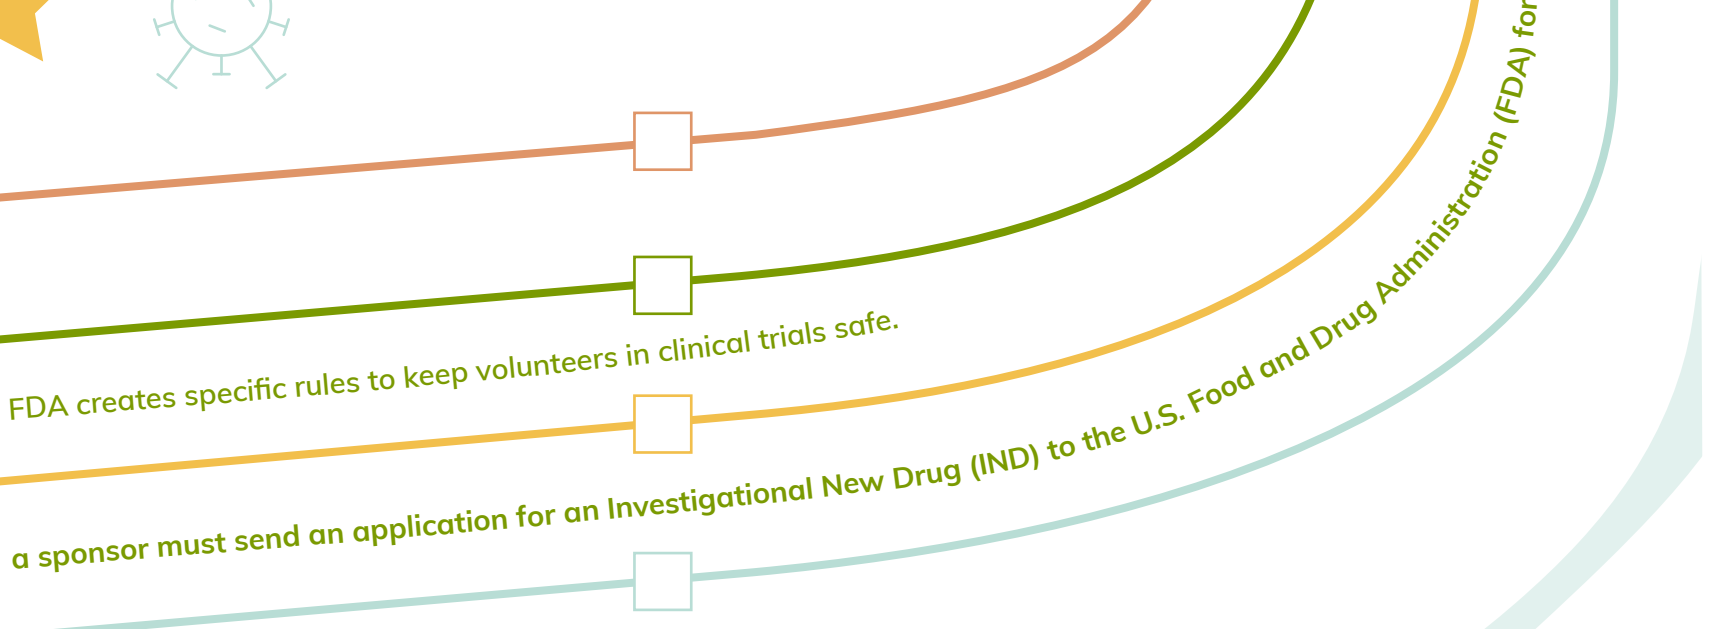 FDA creates specific rules to keep volunteers in clinical trials safe.
a sponsor must send an application for an Investigational New Drug (IND) to the U.S. Food and Drug Administration (FDA) for